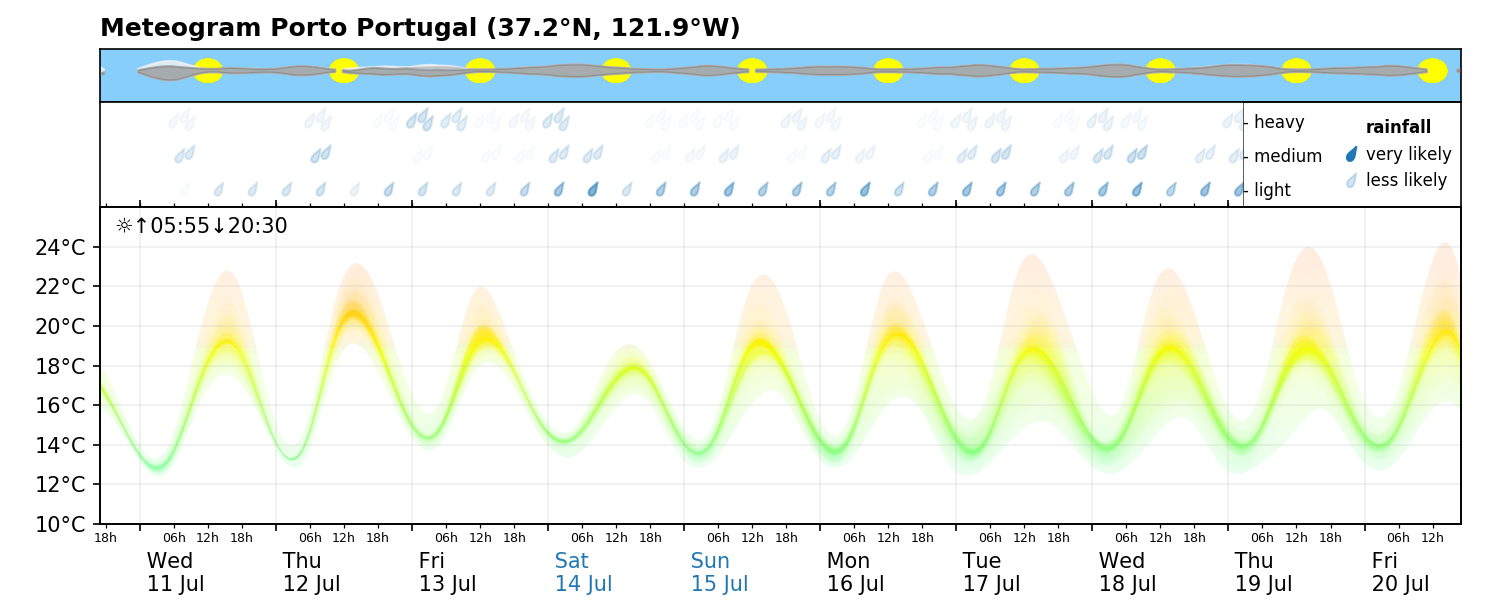 Meteogram Porto Portugal (37.2°N, 121.9°W)
heavy
rainfall
medium
very likely
light
less likely
☼↑05:55↓20:30
24°C
22°C
20°C
18°C
16°C
14°C
12°C
10°C
18h 06h 12h 18h 06h 12h 18h 06h 12h 18h 06h 12h 18h 06h 12h 18h 06h 12h 18h 06h 12h 18h 06h 12h 18h 06h 12h 18h 06h 12h
Wed Thu Fri Sat Sun Mon Tue Wed Thu Fri
11 Jul 12 Jul 13 Jul 14 Jul 15 Jul 16 Jul 17 Jul 18 Jul 19 Jul 20 Jul